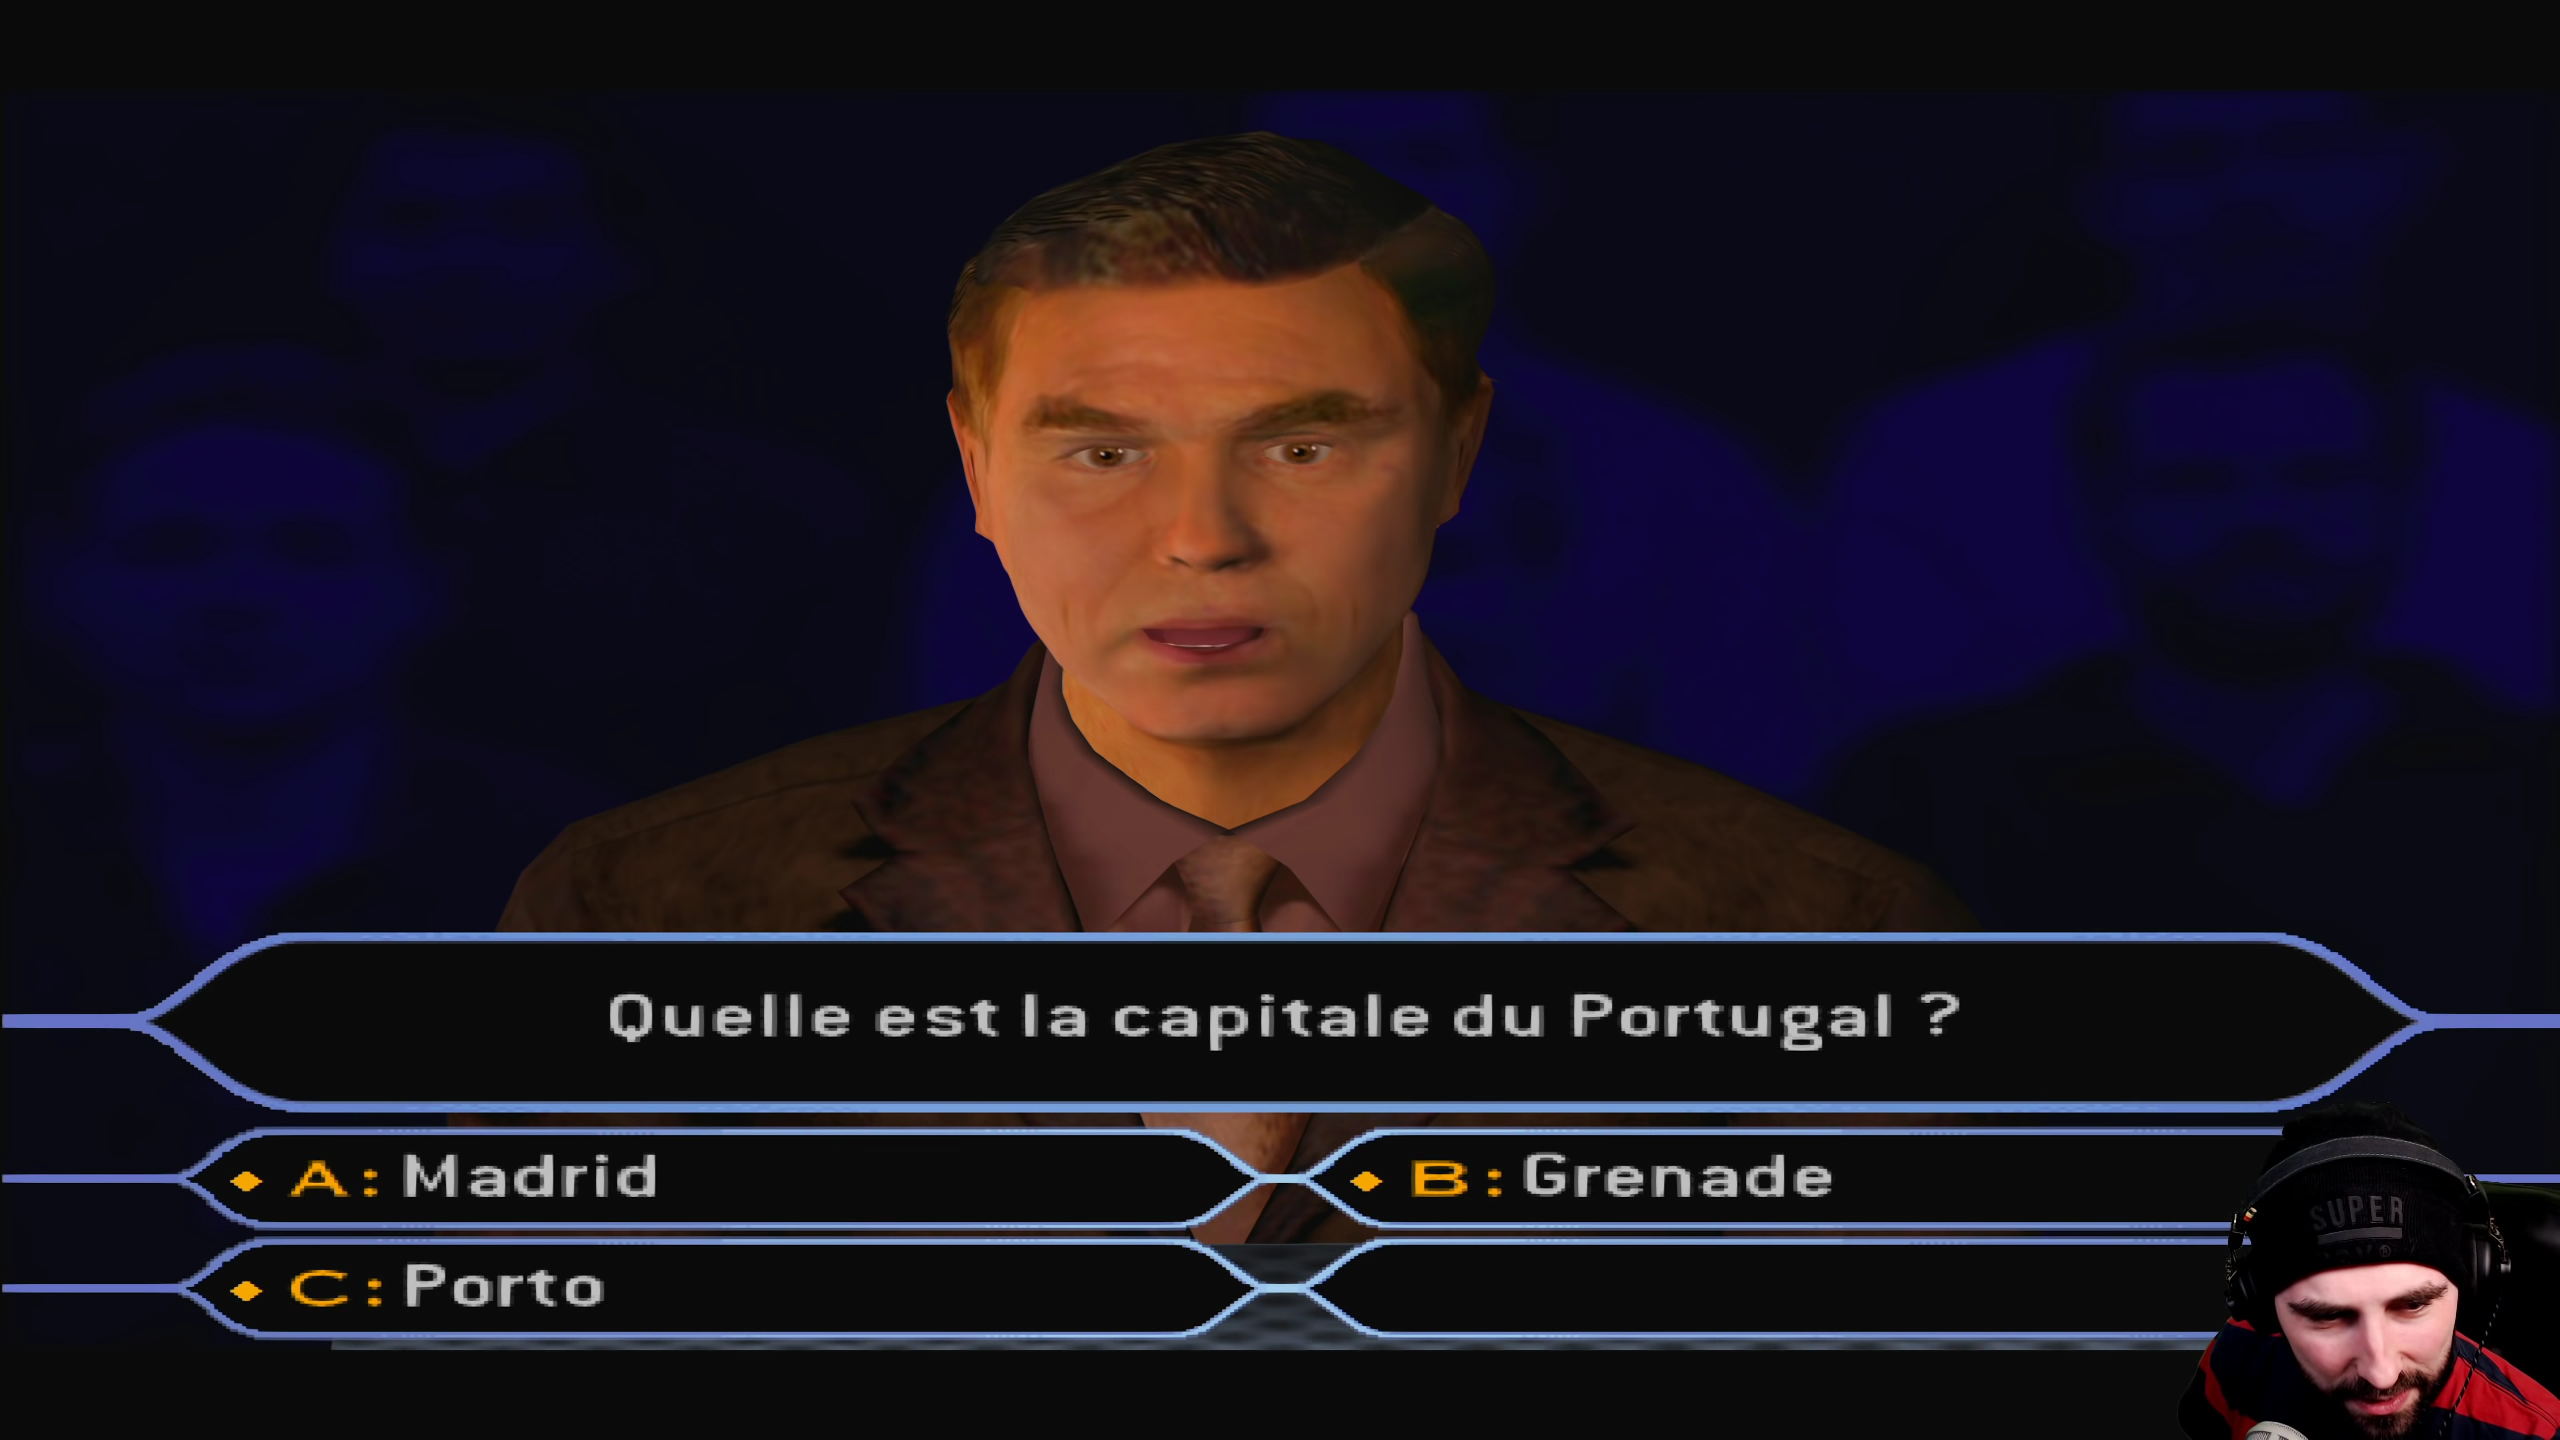 Quelle est la capitale du Portugal ?
A: Madrid
B: Grenade
C: Porto
SUPER